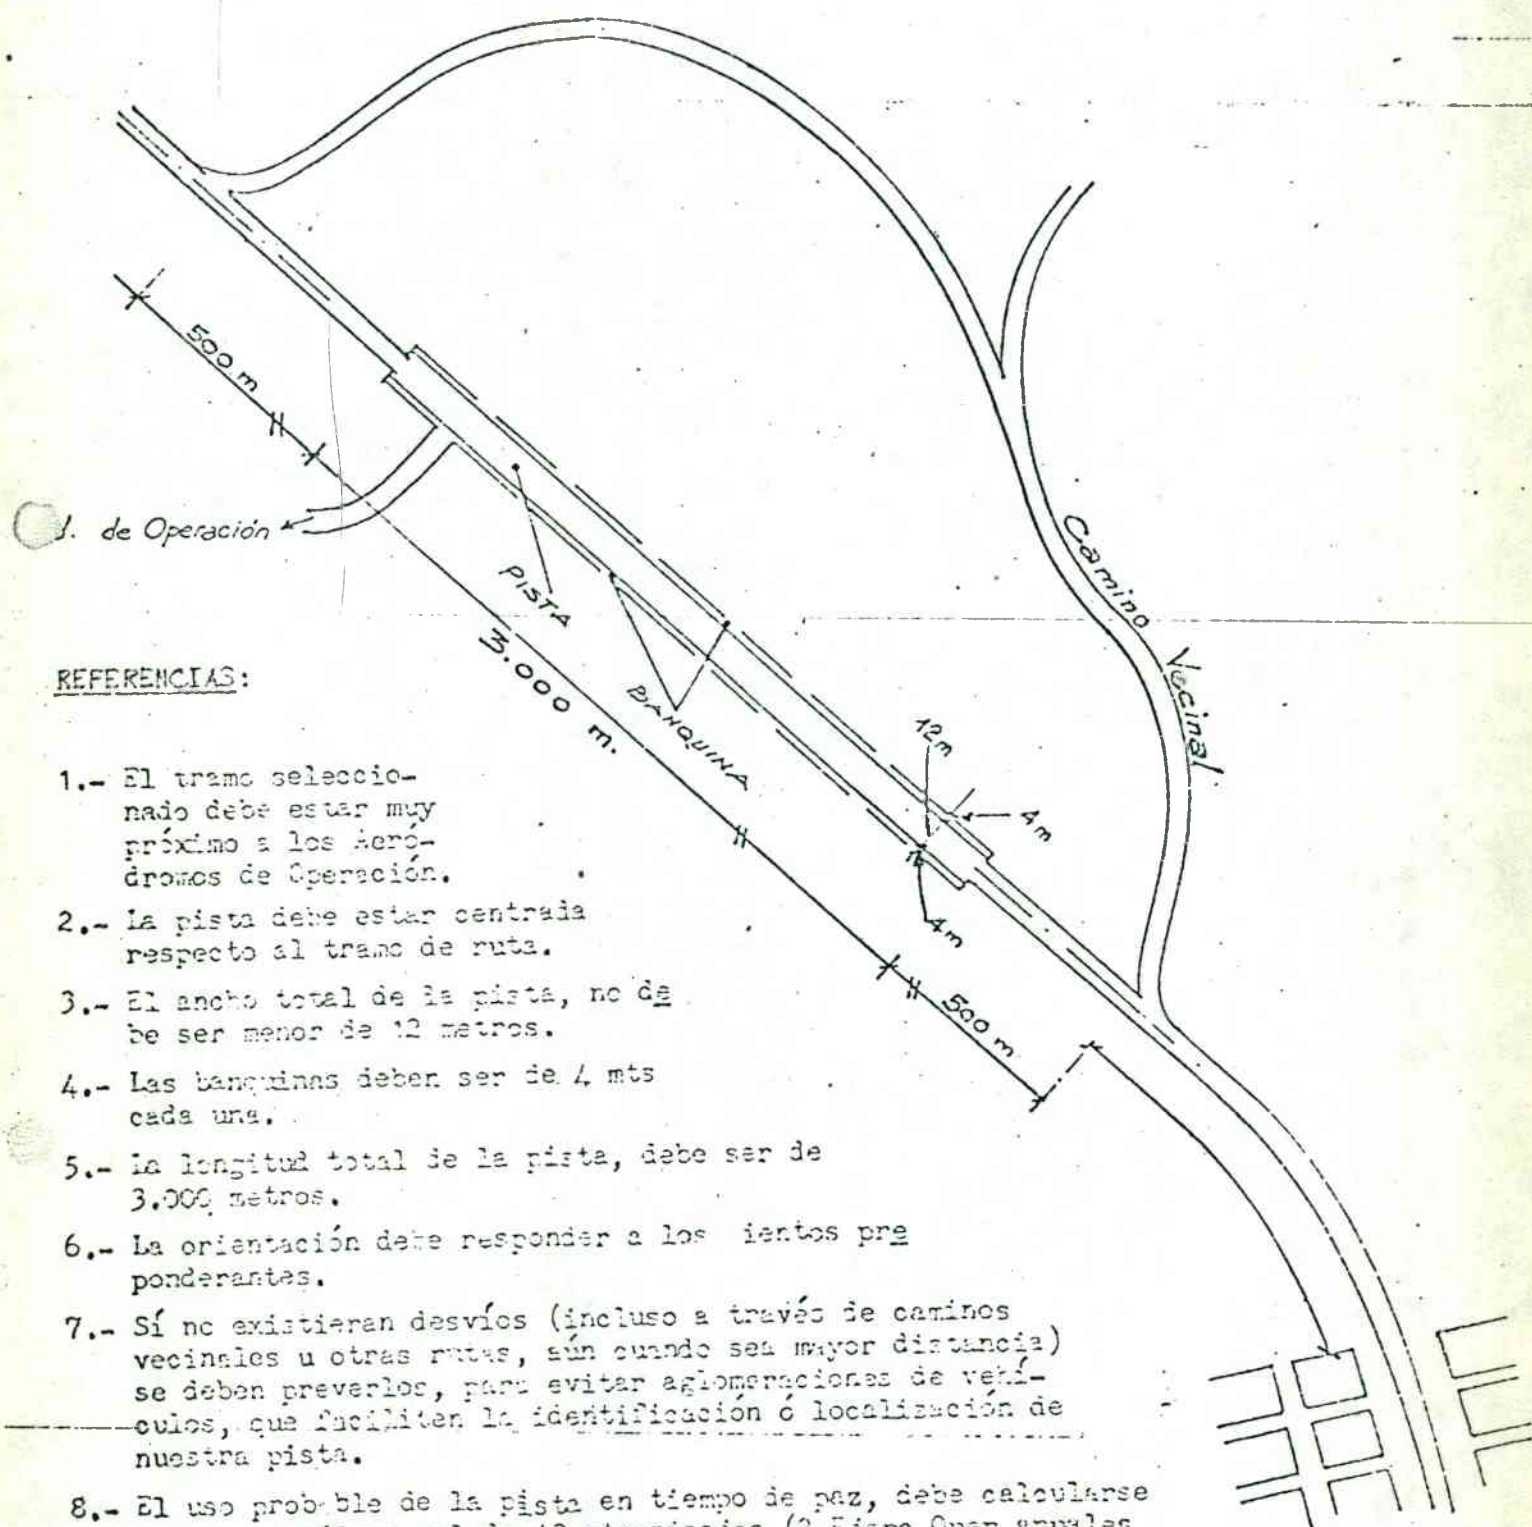 500 m
d. de Operación
PISTA
3.000 m.
BANQUINA
Camino Vecinal
12m
4m
4m
500 m
REFERENCIAS:
1.- El tramo seleccio-
nado debe estar muy
próximo a los Aeró-
dromos de Operación.
2.- La pista debe estar centrada
respecto al tramo de ruta.
3.- El ancho total de la pista, no de
be ser menor de 12 metros.
4.- Las banquinas deben ser de 4 mts
cada una.
5.- La longitud total de la pista, debe ser de
3.000 metros.
6.- La orientación debe responder a los ientos pre
ponderantes.
7.- Sí no existieran desvíos (incluso a través de caminos
vecinales u otras rutas, aún cuando sea mayor distancia)
se deben preverlos, para evitar aglomeraciones de vehí-
culos, que faciliten la identificación ó localización de
nuestra pista.
8.- El uso probable de la pista en tiempo de paz, debe calcularse